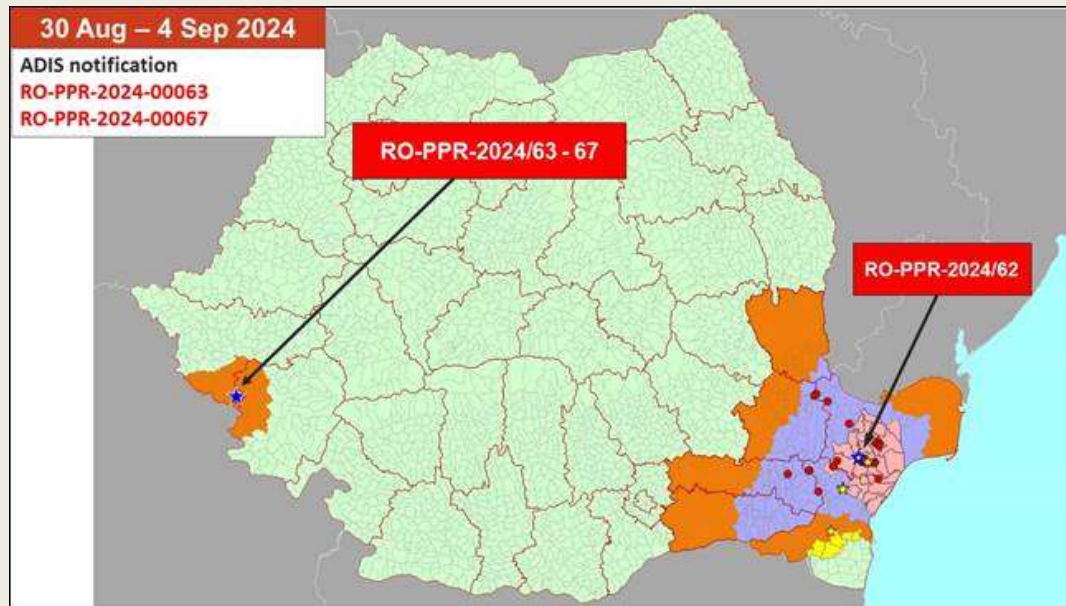 30 Aug – 4 Sep 2024
ADIS notification
RO-PPR-2024-00063
RO-PPR-2024-00067
RO-PPR-2024/63 - 67
RO-PPR-2024/62